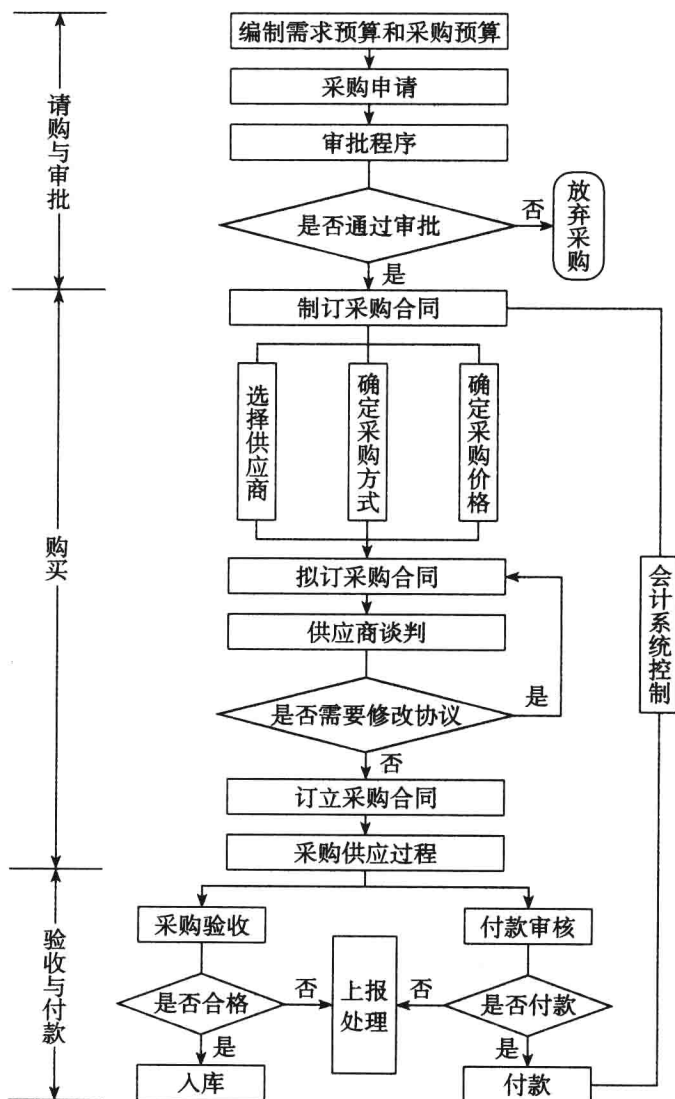 编制需求预算和采购预算
采购申请
请购与审批
审批程序
是否通过审批
否
放弃采购
是
制订采购合同
选择供应商
确定采购方式
确定采购价格
购买
拟订采购合同
供应商谈判
会计系统控制
是否需要修改协议
是
否
订立采购合同
采购供应过程
验收与付款
采购验收
付款审核
是否合格
否
上报
处理
否
是否付款
是
是
入库
付款